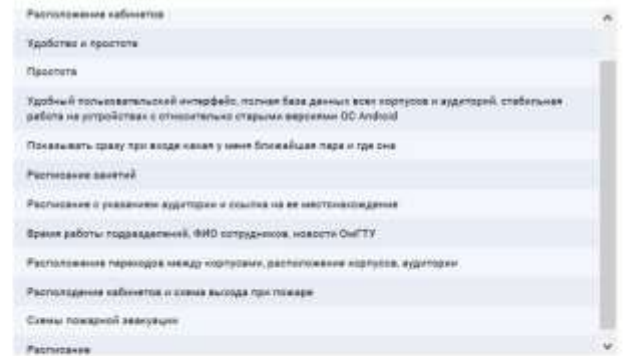 Расположение кабинетов
Удобство и простота
Простота
Удобный пользовательский интерфейс, полная база данных всех корпусов и аудиторий, стабильная
работа на устройствах с относительно старыми версиями ОС Android
Показывать сразу при входе какая у меня ближайшая пара и где она
Расписание занятий
Расписание с указанием аудитории и ссылка на ее местонахождение
Время работы подразделений, ФИО сотрудников, новости ОмГТУ
Расположение переходов между корпусами, расположение корпусов, аудитории
Расположение кабинетов и схема выхода при пожаре
Схемы пожарной эвакуации
Расписание